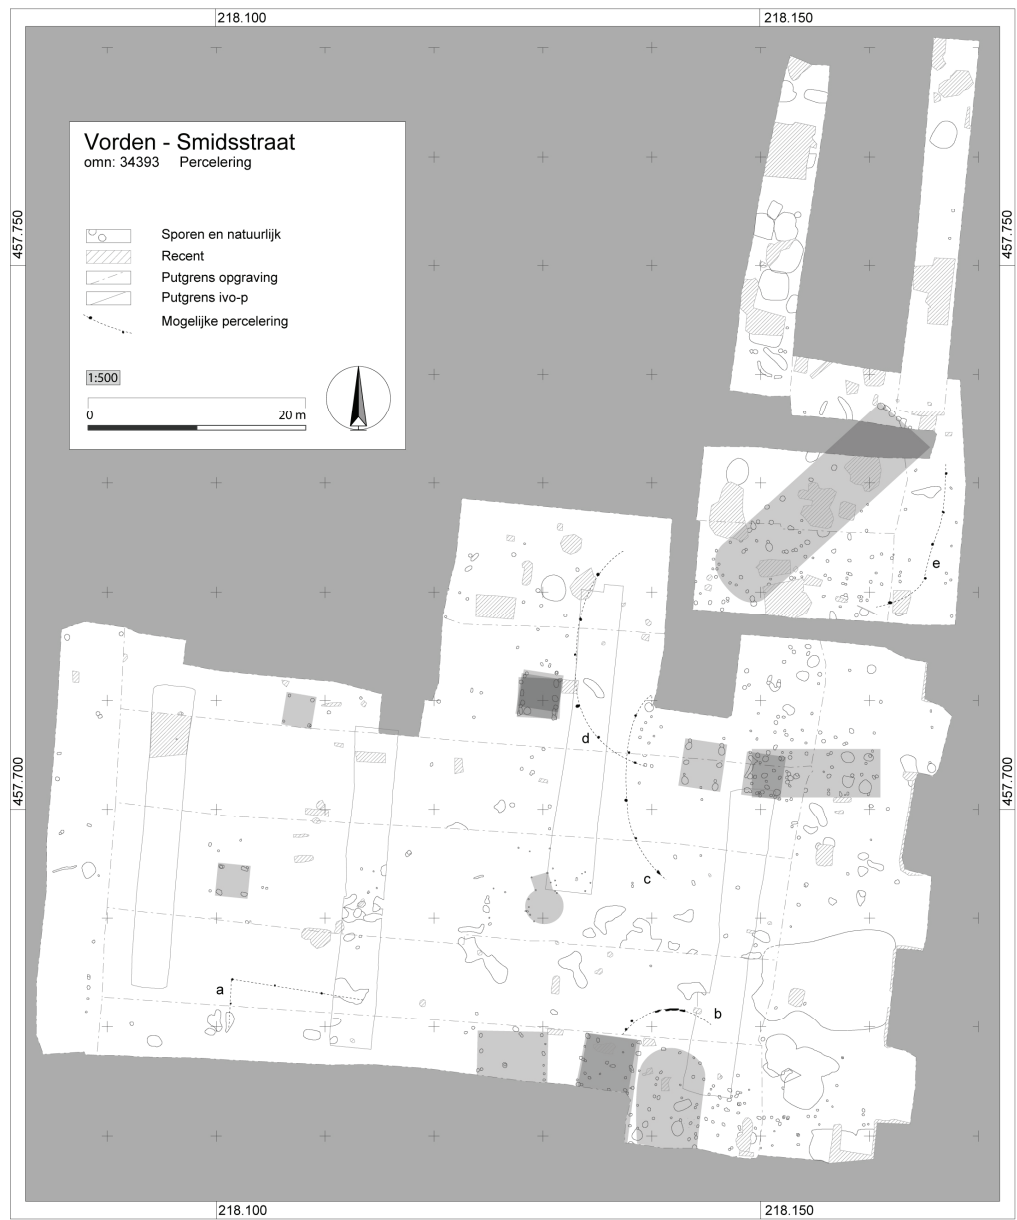 218.100
218.150
Vorden - Smidsstraat
omn: 34393 Percelering
Sporen en natuurlijk
Recent
Putgrens opgraving
Putgrens ivo-p
Mogelijke percelering
1:500
0 20 m
457.750
457.750
e
d
457.700
457.700
c
a
b
218.100
218.150